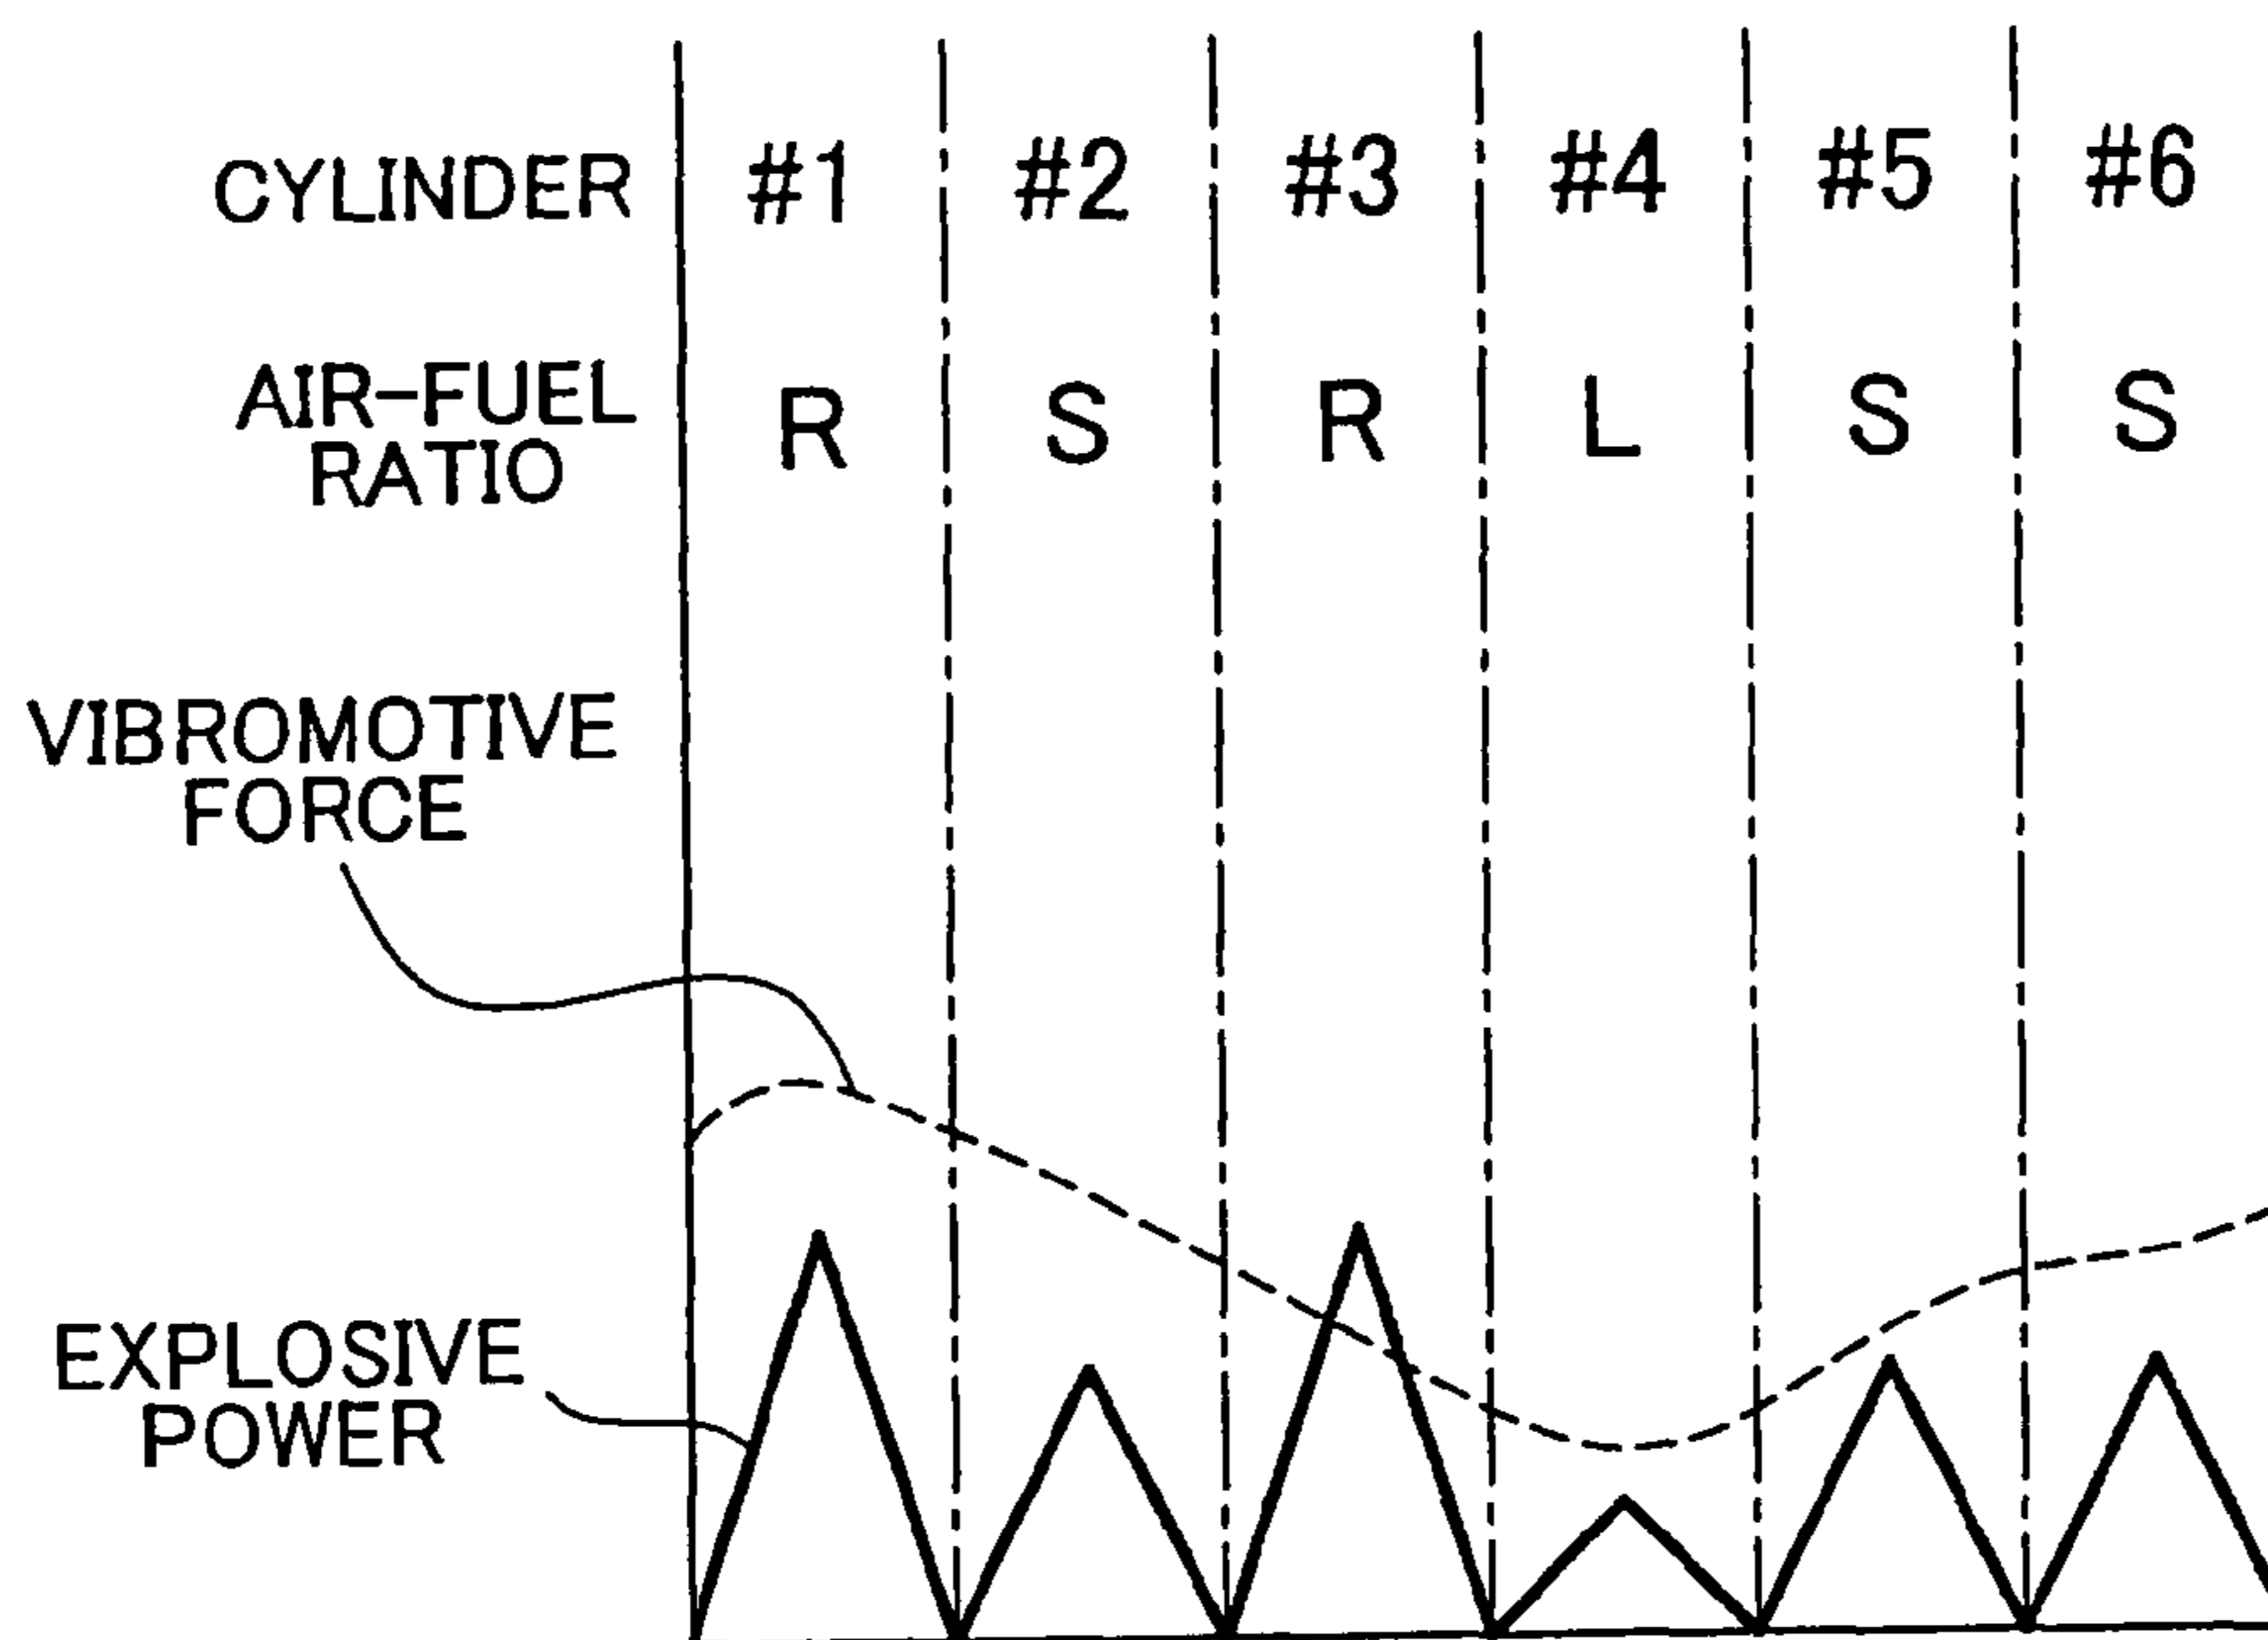 CYLINDER #1 #2 #3 #4 #5 #6
AIR-FUEL
RATIO
R S R L S S
VIBROMOTIVE
FORCE
EXPLOSIVE
POWER